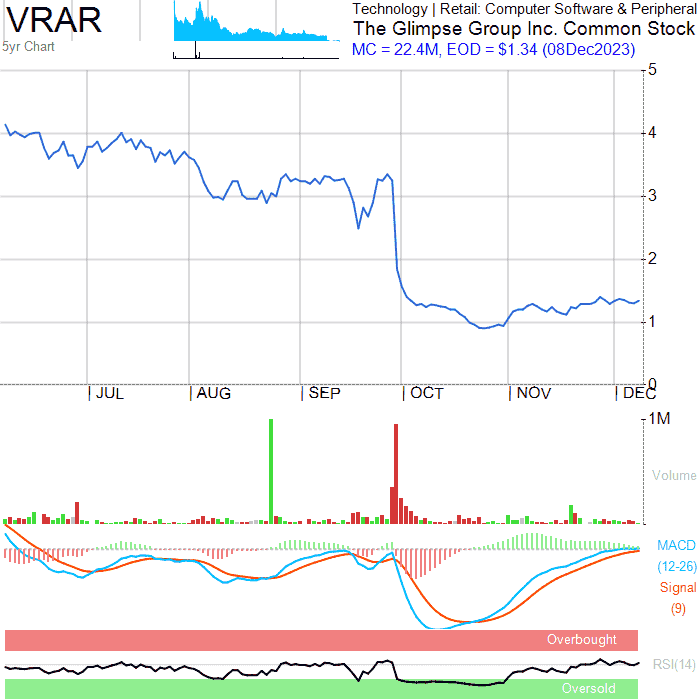 VRAR
5yr Chart
Technology | Retail: Computer Software & Peripheral
The Glimpse Group Inc. Common Stock
MC = 22.4M, EOD = $1.34 (08Dec2023)
5
4
3
2
1
0
JUL AUG SEP OCT NOV DEC
1M
Volume
MACD
(12-26)
Signal
(9)
Overbought
RSI(14)
Oversold